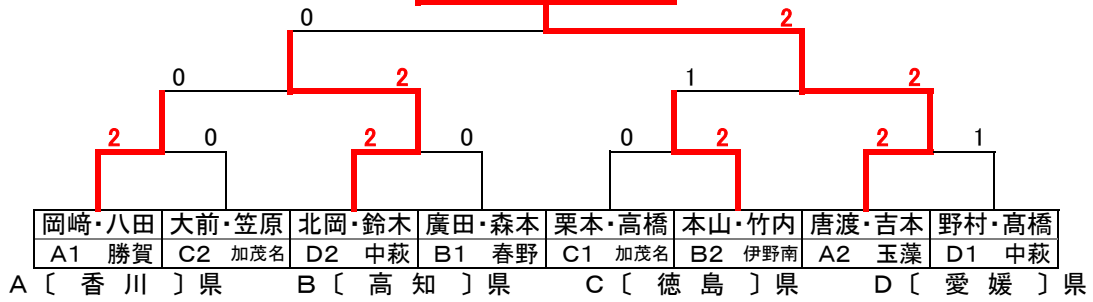 0 2
0 2 1 2
2 0 2 0 0 2 2 1
岡﨑・八田 大前・笠原 北岡・鈴木 廣田・森本 栗本・高橋 本山・竹内 唐渡・吉本 野村・髙橋
A1 勝賀 C2 加茂名 D2 中萩 B1 春野 C1 加茂名 B2 伊野南 A2 玉藻 D1 中萩
A 〔 香 川 〕県 B 〔 高 知 〕県 C 〔 徳 島 〕県 D 〔 愛 媛 〕県